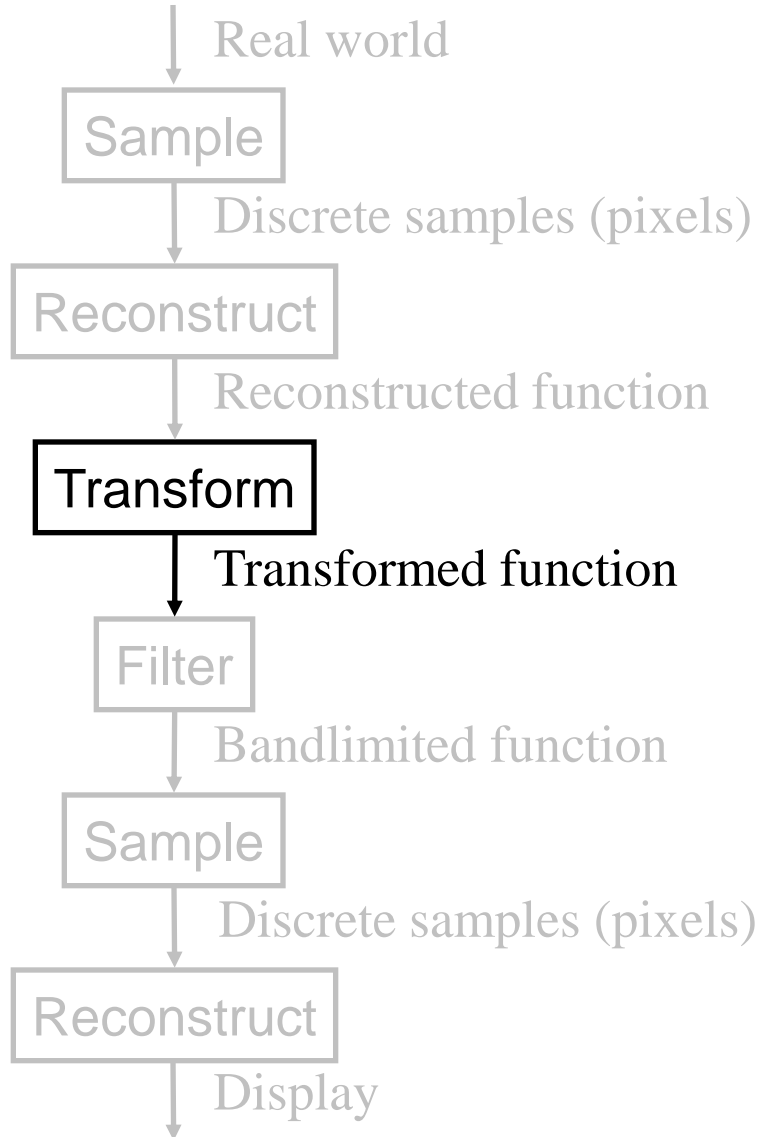 Real world
Sample
Discrete samples (pixels)
Reconstruct
Reconstructed function
Transform
Transformed function
Filter
Bandlimited function
Sample
Discrete samples (pixels)
Reconstruct
Display